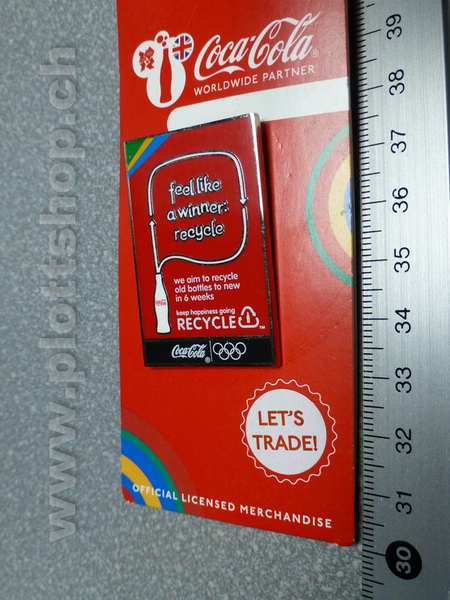 Coca-Cola
WORLDWIDE PARTNER
feel like
a winner:
recycle
we aim to recycle
old bottles to new
in 6 weeks
keep happiness going
RECYCLE
TM
Coca-Cola
LET'S
TRADE!
OFFICIAL LICENSED MERCHANDISE
39
38
37
36
35
34
33
32
31
30
www.plottshop.ch